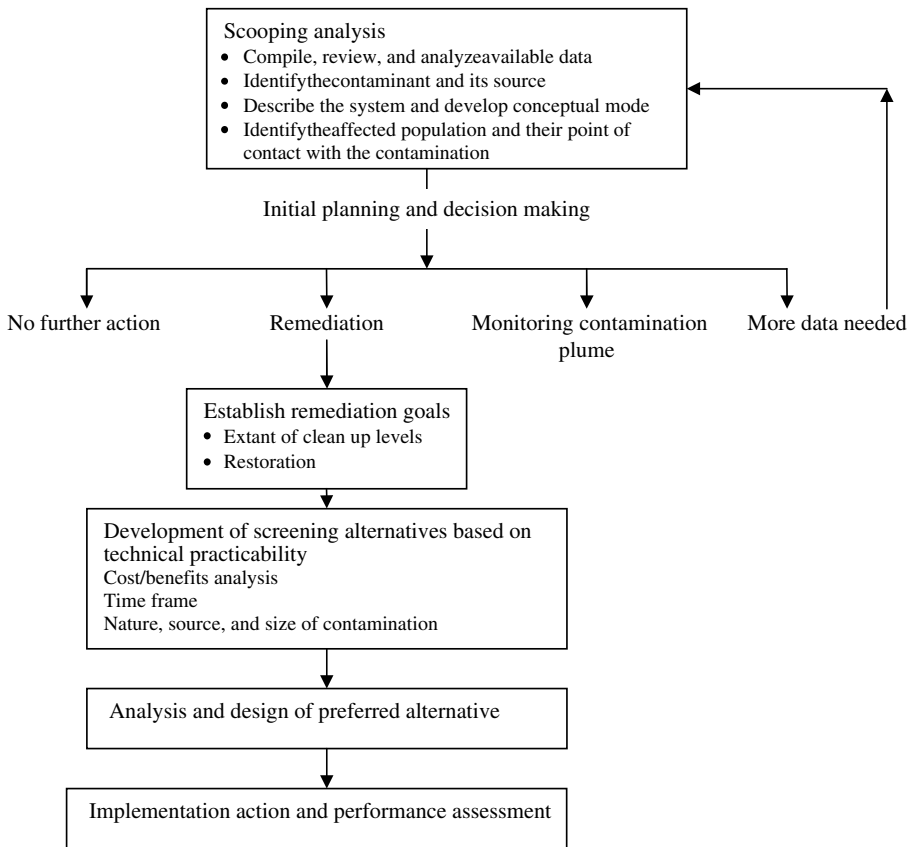 Scooping analysis
• Compile, review, and analyzeavailable data
• Identifythecontaminant and its source
• Describe the system and develop conceptual mode
• Identifytheaffected population and their point of
contact with the contamination
Initial planning and decision making
No further action
Remediation
Monitoring contamination
plume
More data needed
Establish remediation goals
• Extant of clean up levels
• Restoration
Development of screening alternatives based on
technical practicability
Cost/benefits analysis
Time frame
Nature, source, and size of contamination
Analysis and design of preferred alternative
Implementation action and performance assessment